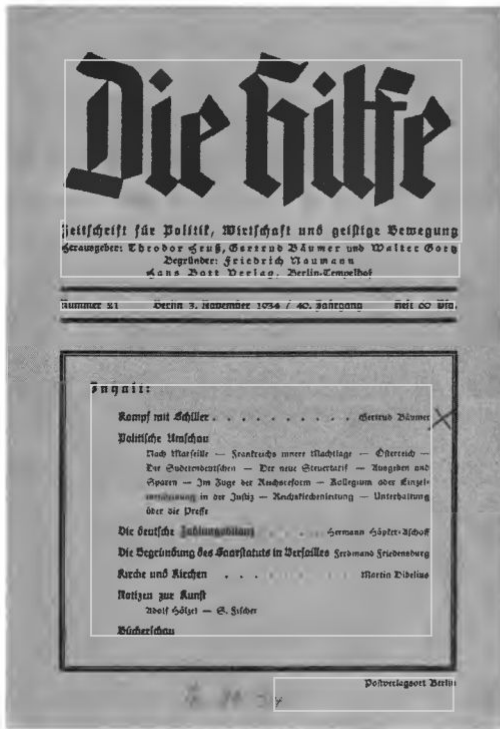 Die Hilfe
Zeitschrift für Politik, Wirtschaft und geistige Bewegung
Herausgeber: Theodor Heuß, Gertrud Bäumer und Walter Goetz
Begründer: Friedrich Naumann
Hans Bott Verlag, Berlin-Tempelhof
Nummer 21 Berlin 3. November 1934 / 40. Jahrgang Heft 60 Pfg.
Inhalt:
Kampf mit Schiller . . . . . . . . . . Gertrud Bäumer
Politische Umschau
Nach Marseille — Frankreichs innere Machtlage — Österreich —
Die Sudetendeutschen — Der neue Steuertarif — Ausgeben und
Sparen — Im Zuge der Reichsreform — Kollegium oder Einzel-
in der Justiz — Reichskirchenleitung — Unterhaltung
über die Presse
Die deutsche Zahlungsbilanz . . . . Hermann Höpker-Aschoff
Die Begründung des Saarstatuts in Versailles Ferdinand Friedensburg
Kirche und Kirchen . . . . . . . . Martin Dibelius
Notizen zur Kunst
Adolf Hölzel — S. Fischer
Bücherschau
Postverlagsort Berlin